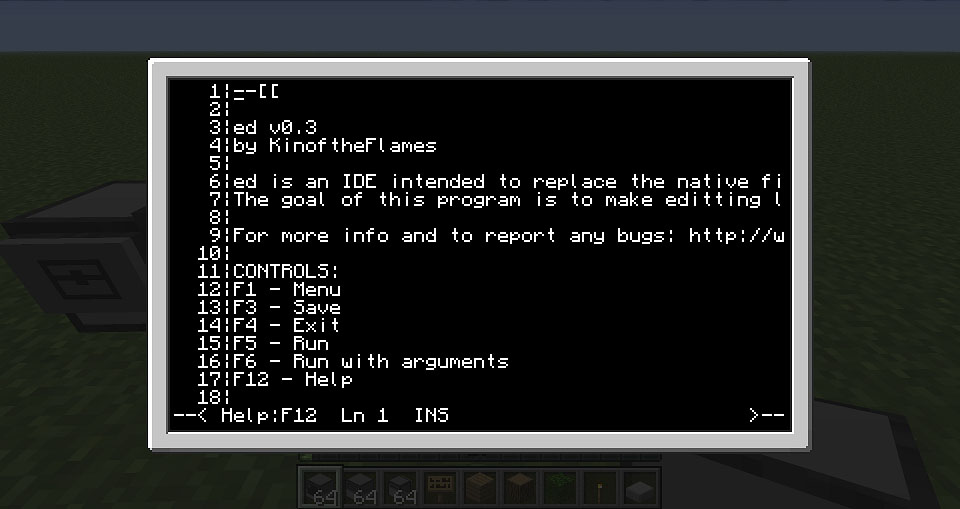 1¦=-[[
2¦
3¦ed v0.3
4¦by KinoftheFlames
5¦
6¦ed is an IDE intended to replace the native fi
7¦The goal of this program is to make editting l
8¦
9¦For more info and to report any bugs: http://w
10¦
11¦CONTROLS:
12¦F1 - Menu
13¦F3 - Save
14¦F4 - Exit
15¦F5 - Run
16¦F6 - Run with arguments
17¦F12 - Help
18¦
--< Help:F12 Ln 1 INS >--
64 64 64